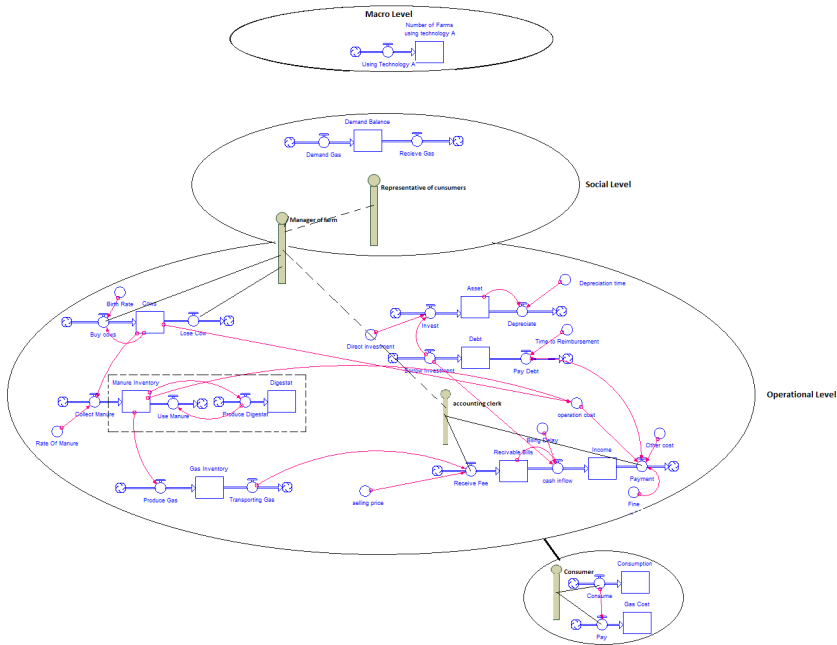 Macro Level
Number of Farms
using technology A
Using Technology A
Demand Balance
Demand Gas
Recieve Gas
Social Level
Representative of cunsumers
Manager of farm
Asset
Depreciation time
Birth Rate
Cows
Invest
Depreciate
Buy cows
Lose Cow
Direct investment
Debt
Time to Reimbursement
Pay Debt
Manure Inventory
Digestat
Operational Level
accounting clerk
operation cost
Collect Manure
Use Manure
Produce Digestat
Rate Of Manure
Other cost
Recivable Bills
Income
Gas Inventory
Receive Fee
cash inflow
Payment
Produce Gas
Transporting Gas
selling price
Fine
Consumer
Consumption
Consume
Gas Cost
Pay